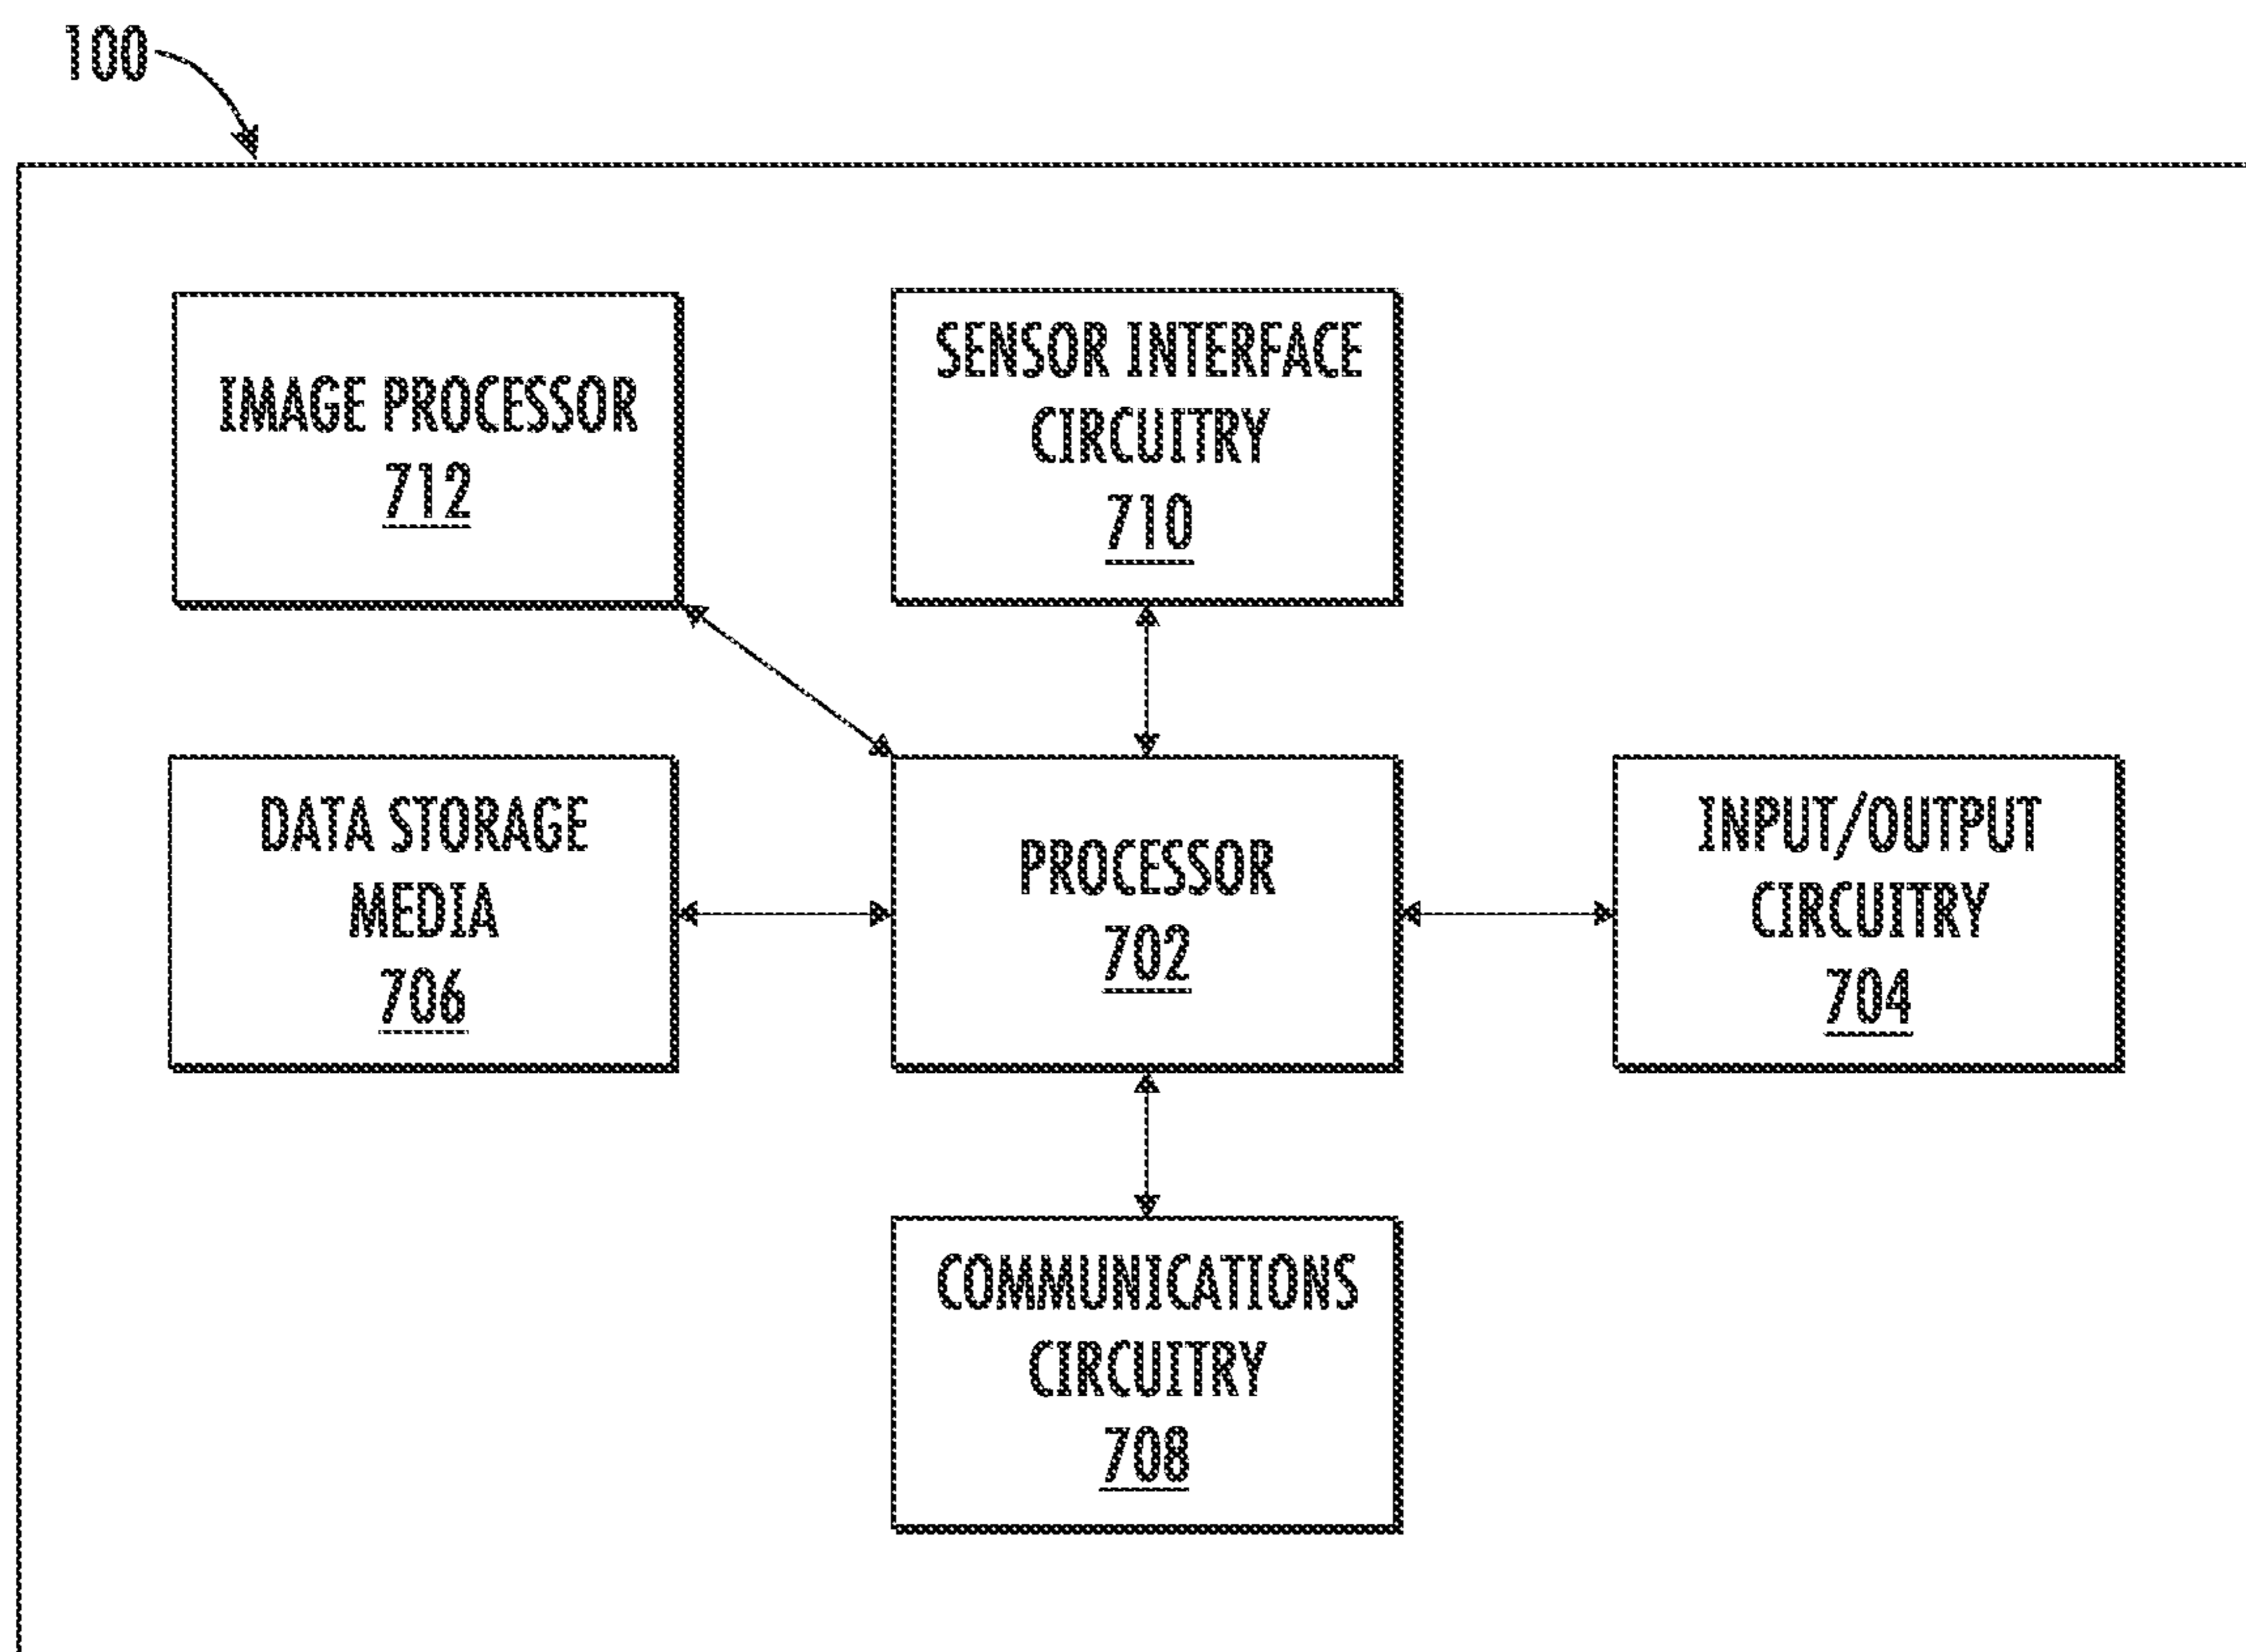 100
IMAGE PROCESSOR
712
SENSOR INTERFACE
CIRCUITRY
710
DATA STORAGE
MEDIA
706
PROCESSOR
702
INPUT/OUTPUT
CIRCUITRY
704
COMMUNICATIONS
CIRCUITRY
708